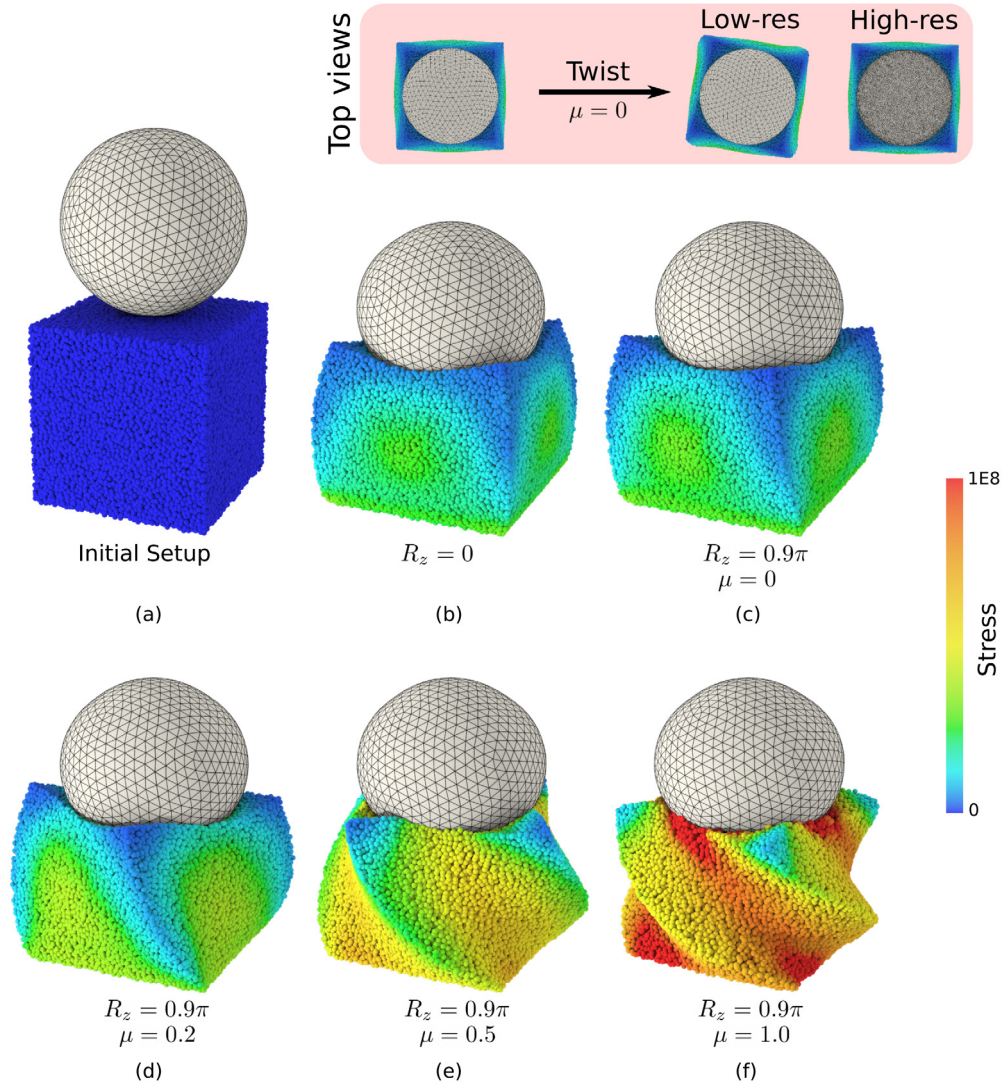 Top views
Low-res
High-res
Twist
μ = 0
Initial Setup
R_z = 0
R_z = 0.9π
μ = 0
(a)
(b)
(c)
1E8
Stress
0
R_z = 0.9π
μ = 0.2
R_z = 0.9π
μ = 0.5
R_z = 0.9π
μ = 1.0
(d)
(e)
(f)